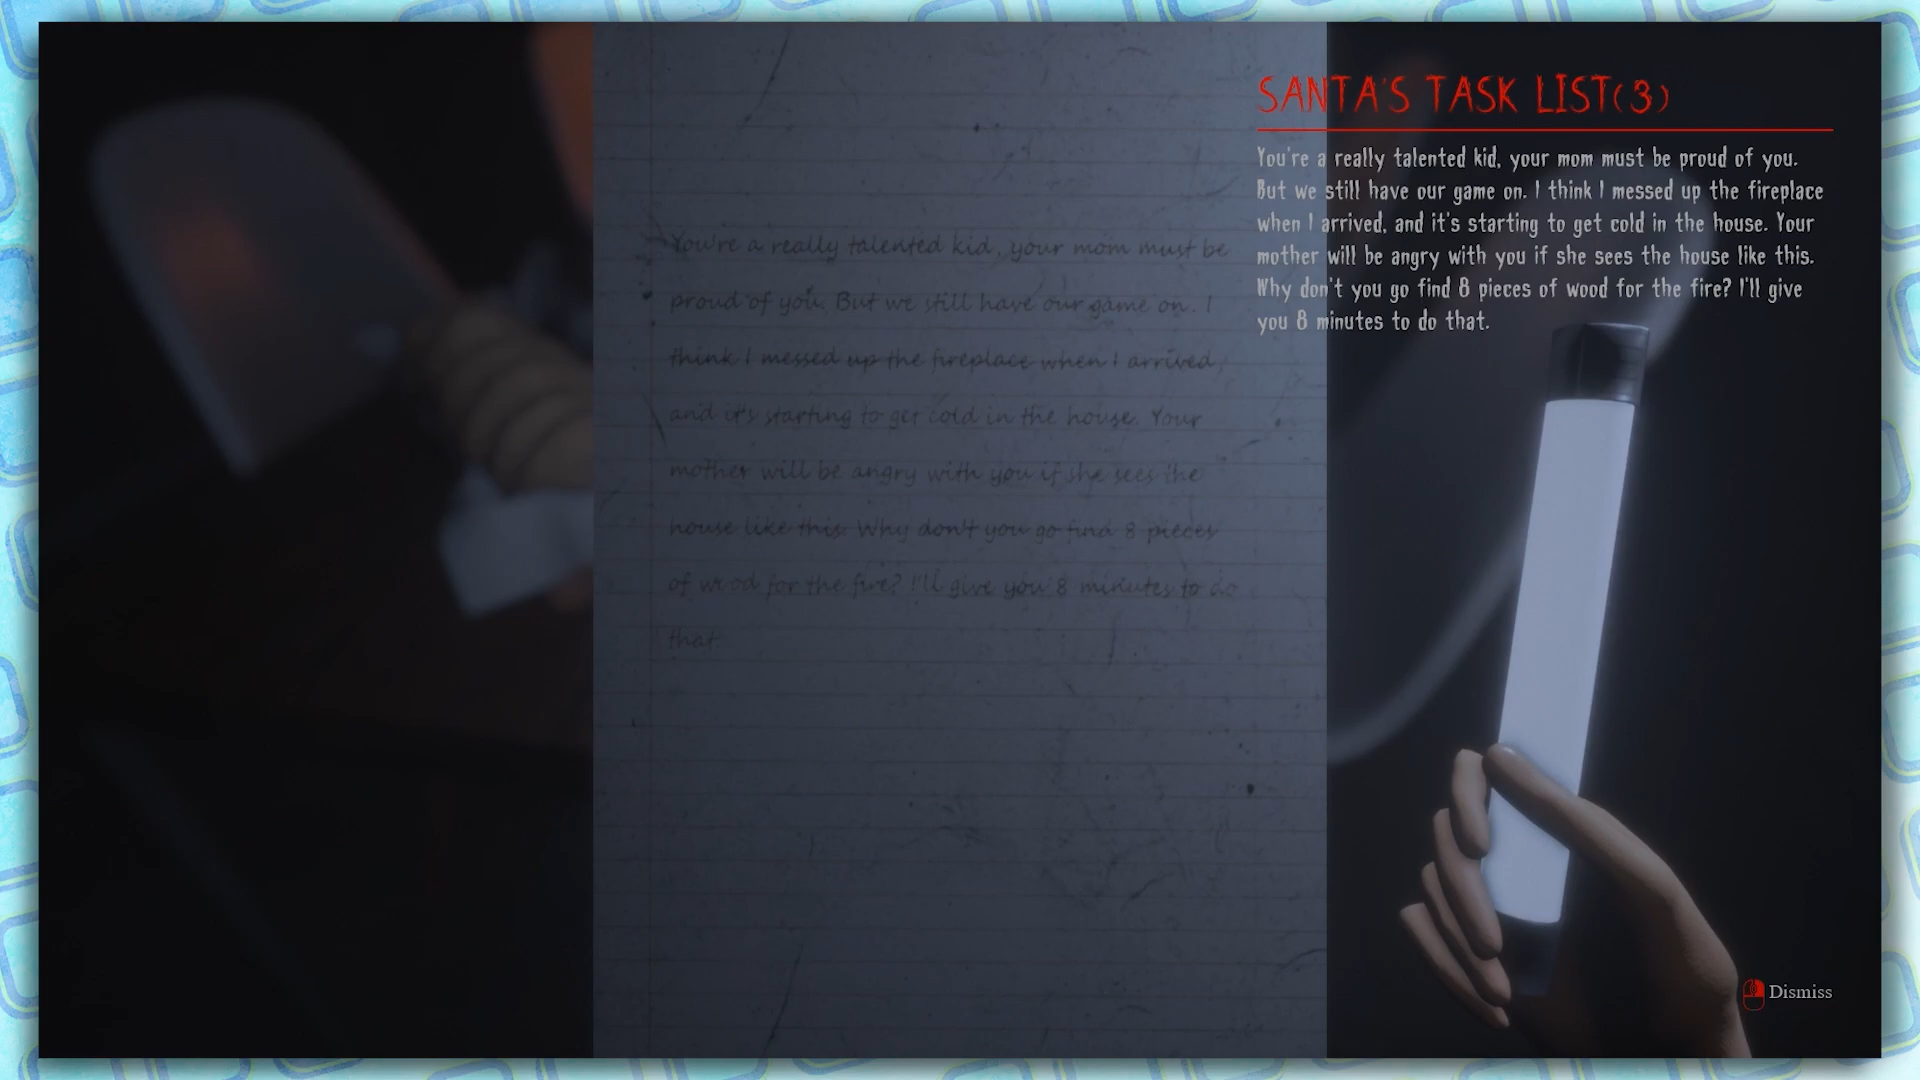 SANTA'S TASK LIST(3)
You're a really talented kid, your mom must be proud of you.
But we still have our game on. I think I messed up the fireplace
when I arrived, and it's starting to get cold in the house. Your
mother will be angry with you if she sees the house like this.
Why don't you go find 8 pieces of wood for the fire? I'll give
you 8 minutes to do that.
You're a really talented kid, your mom must be
proud of you. But we still have our game on. I
think I messed up the fireplace when I arrived,
and it's starting to get cold in the house. Your
mother will be angry with you if she sees the
house like this. Why don't you go find 8 pieces
of wood for the fire? I'll give you 8 minutes to do
that.
Dismiss